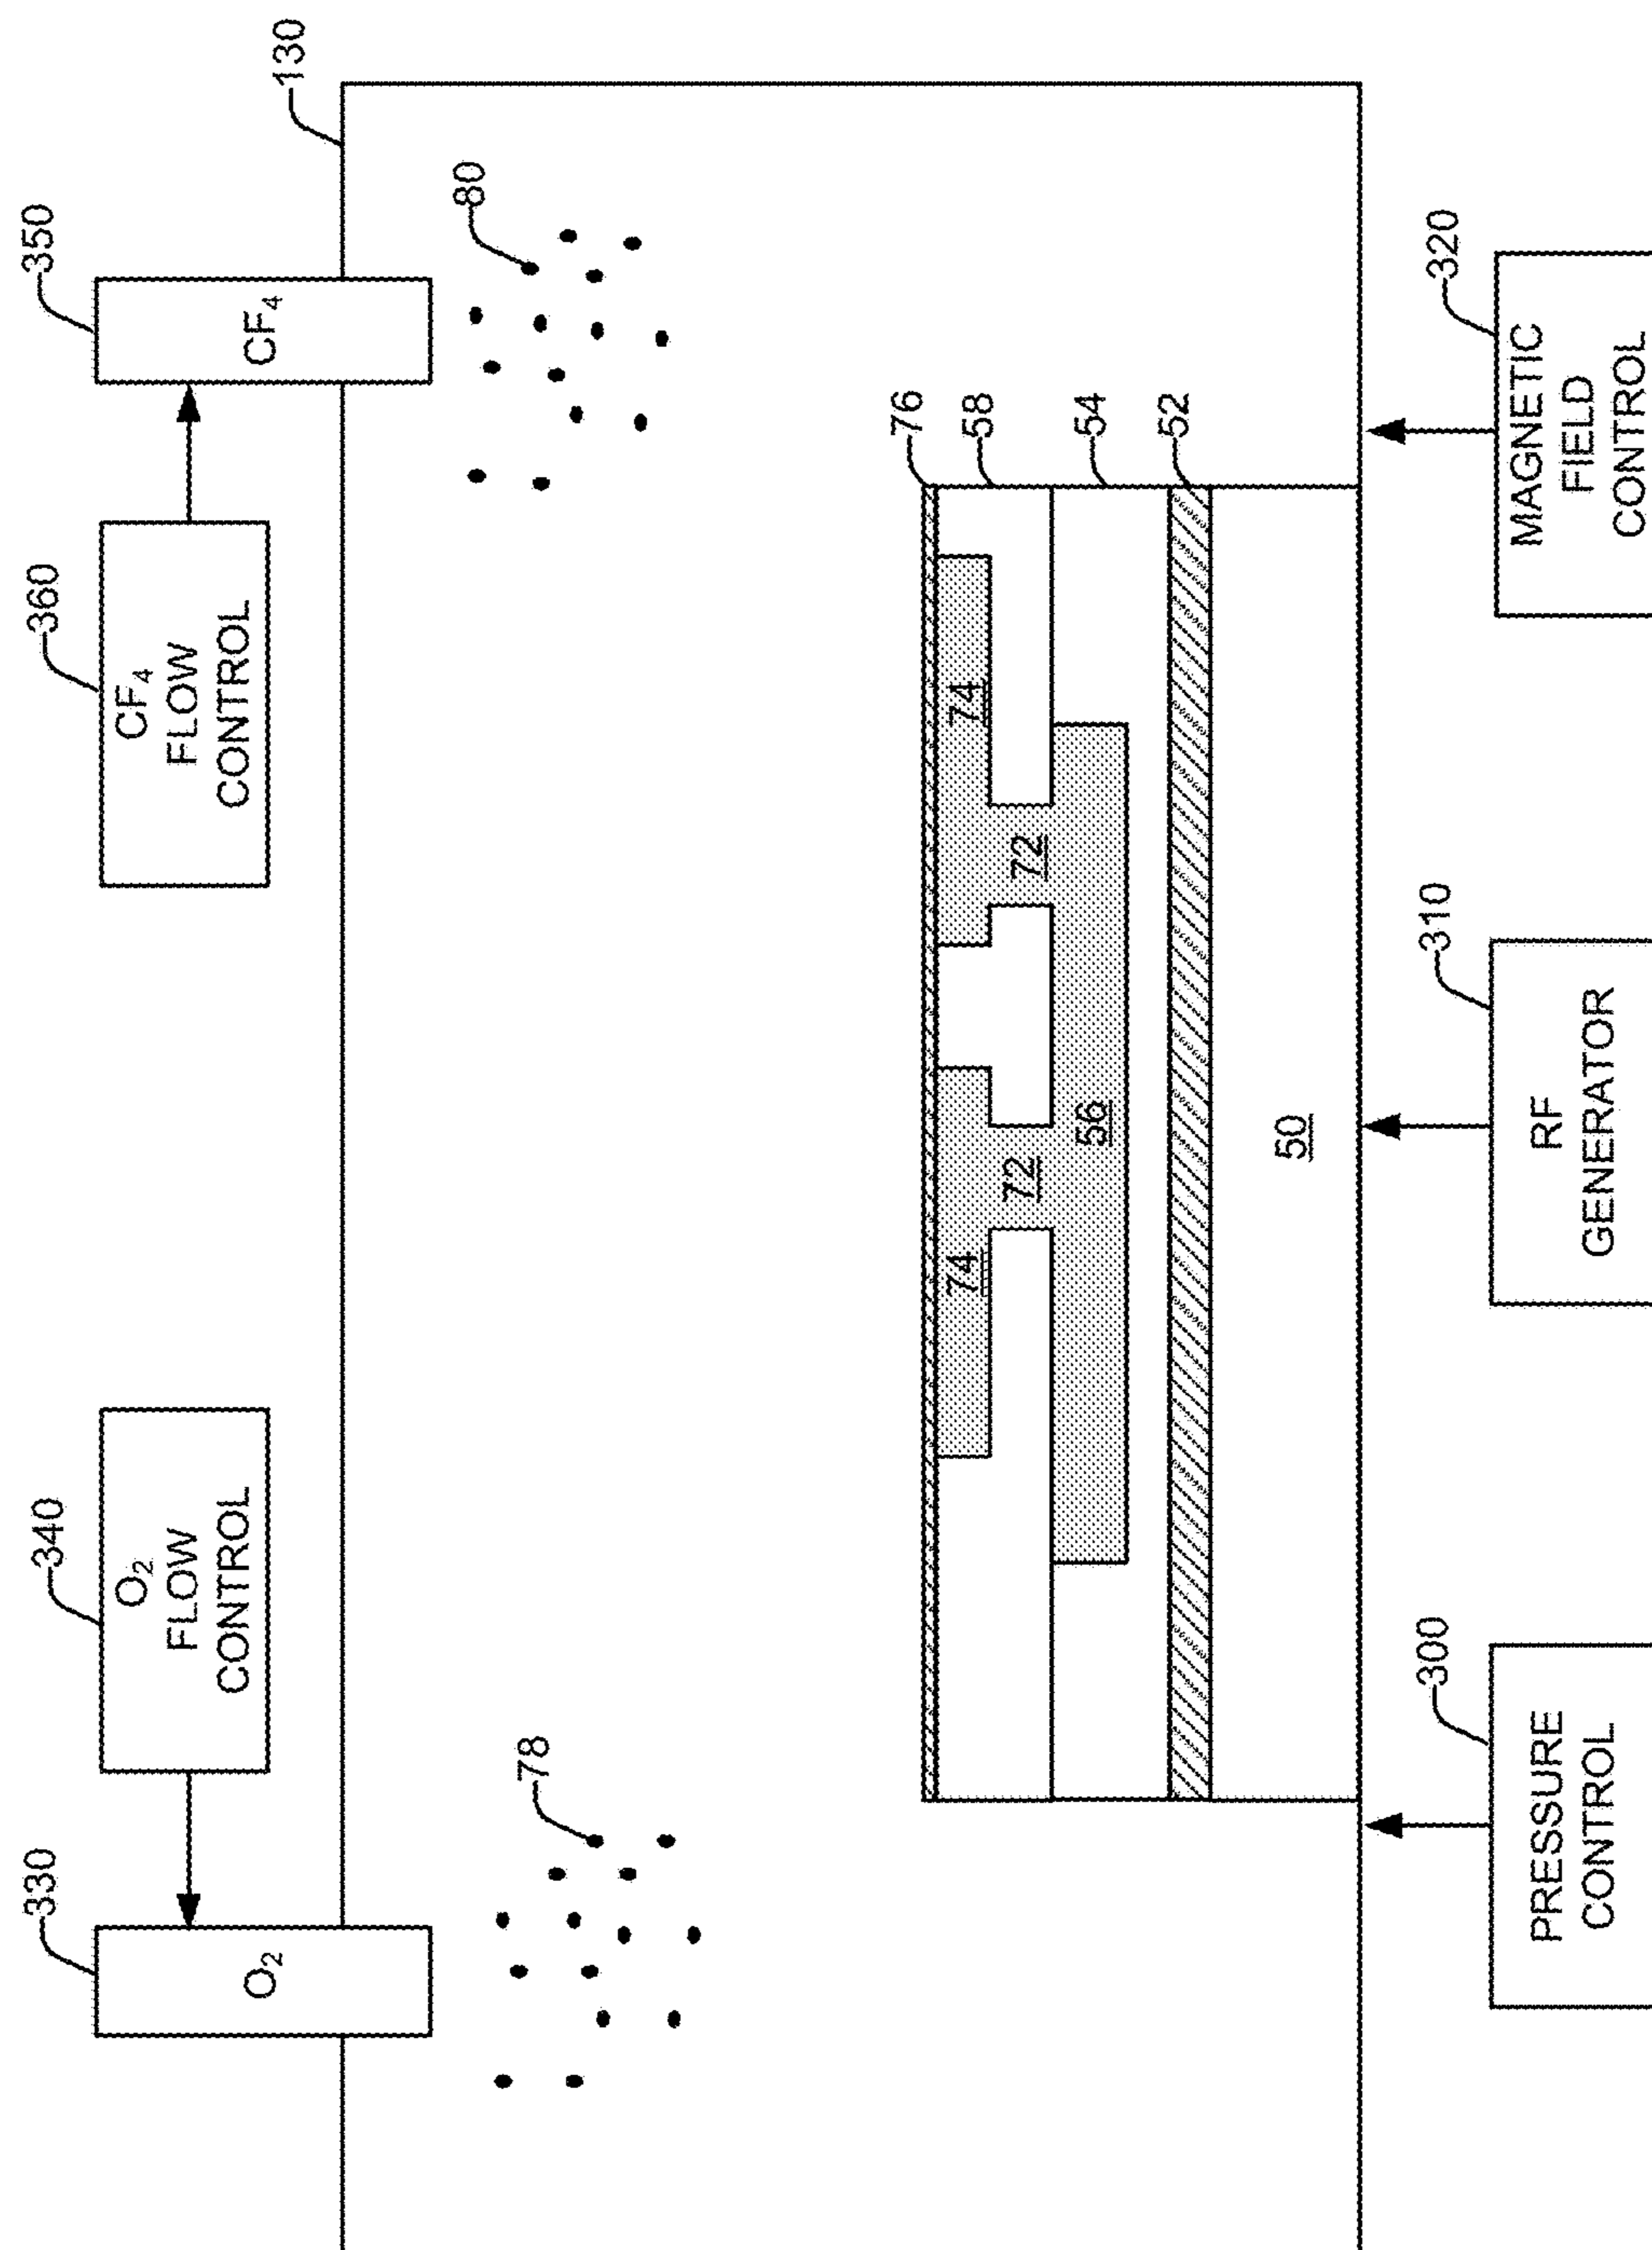 330
340
360
350
130
O₂
O₂
FLOW
CONTROL
CF₄
FLOW
CONTROL
CF₄
78
80
76
58
54
52
74
74
72
72
56
50
300
310
320
PRESSURE
CONTROL
RF
GENERATOR
MAGNETIC
FIELD
CONTROL